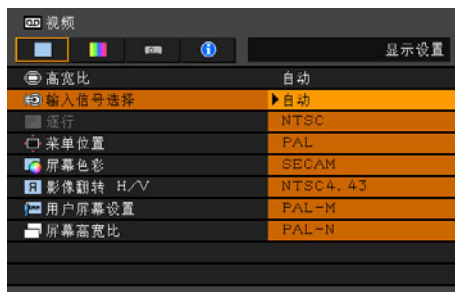 视频
显示设置
高宽比 自动
输入信号选择 自动
逐行 NTSC
菜单位置 PAL
屏幕色彩 SECAM
影像翻转 H/V NTSC4.43
用户屏幕设置 PAL-M
屏幕高宽比 PAL-N